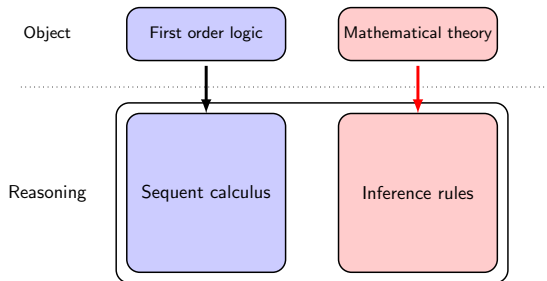 Object
First order logic
Mathematical theory
Reasoning
Sequent calculus
Inference rules